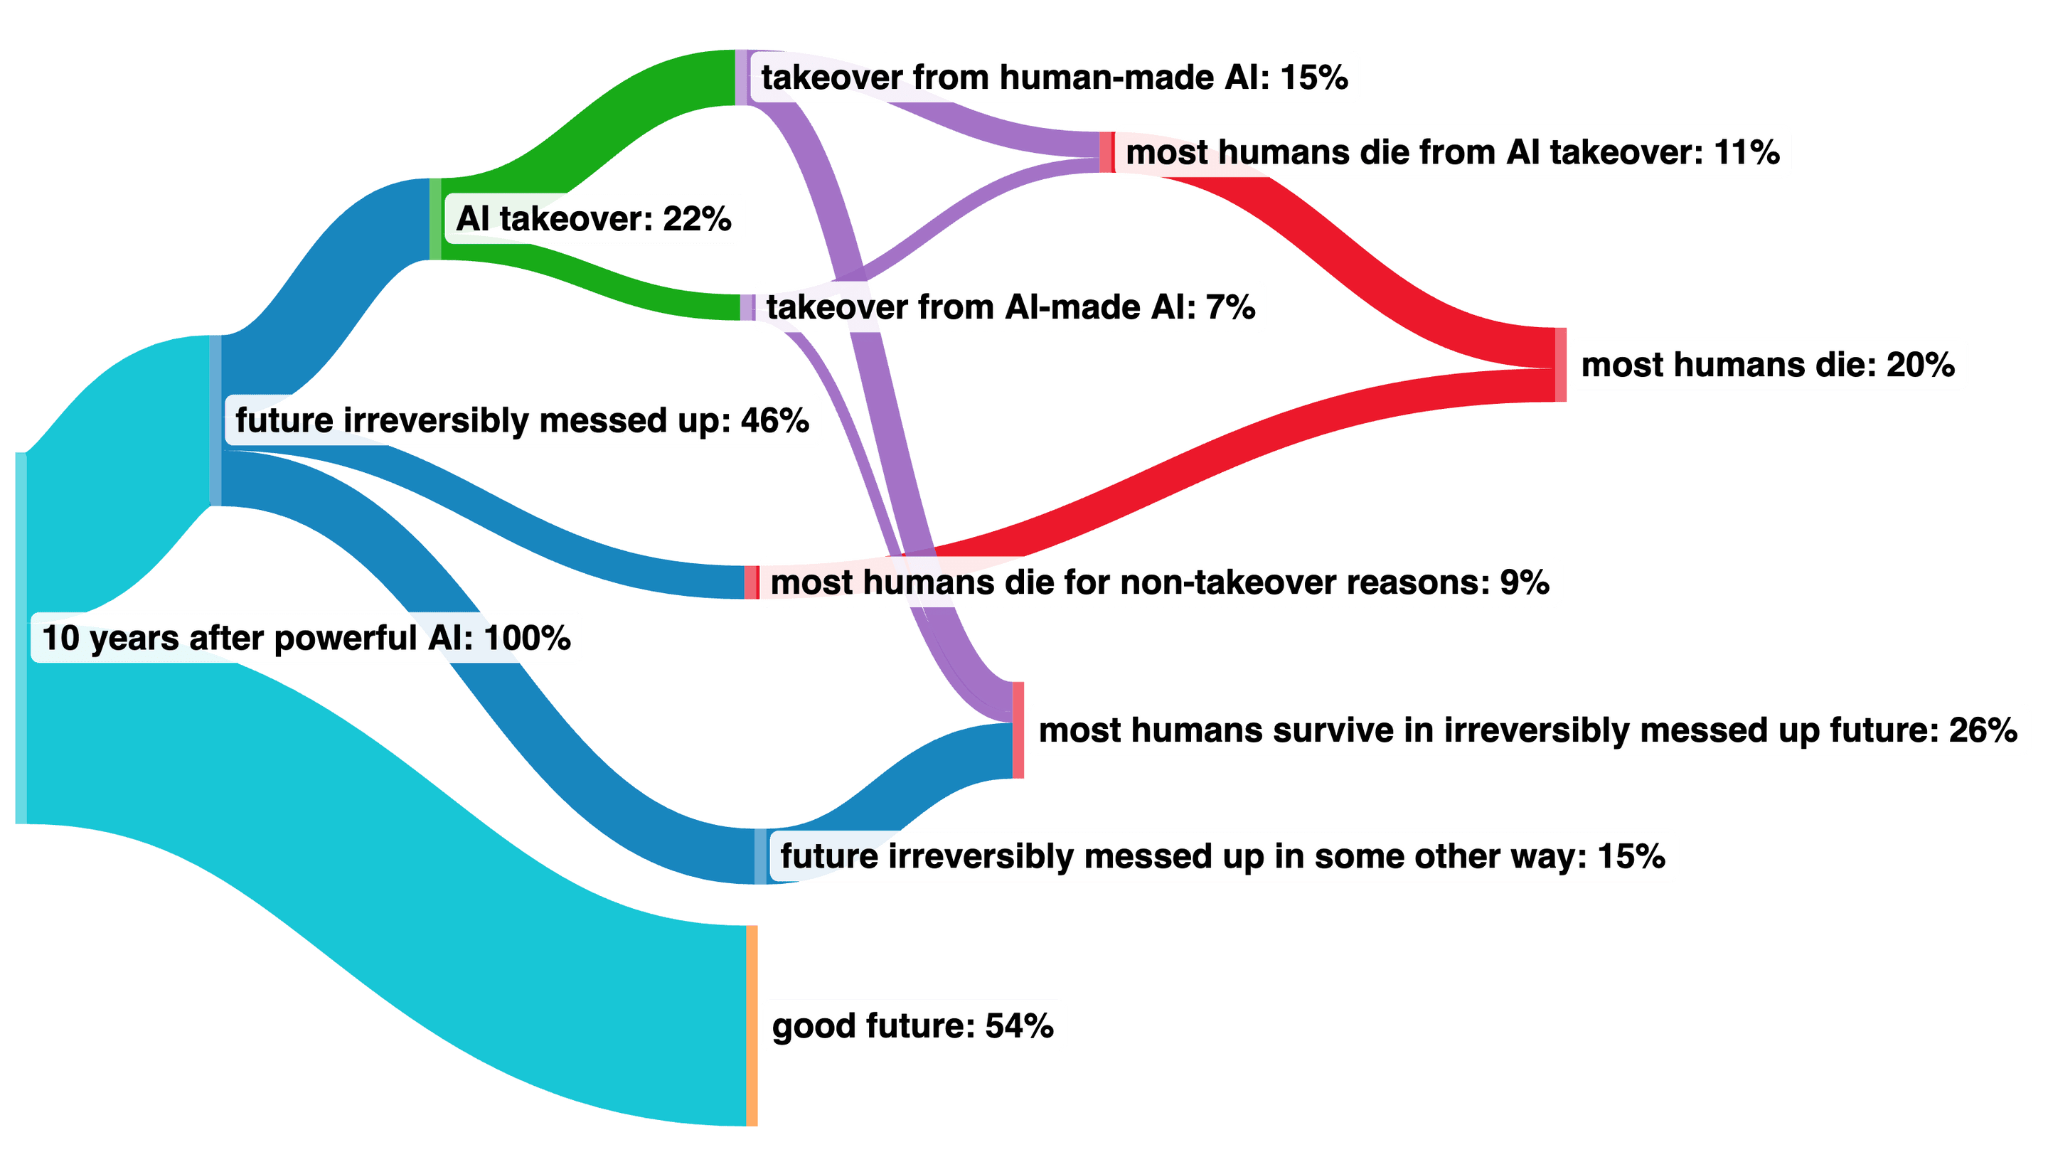 takeover from human-made AI: 15%
most humans die from AI takeover: 11%
AI takeover: 22%
takeover from AI-made AI: 7%
most humans die: 20%
future irreversibly messed up: 46%
most humans die for non-takeover reasons: 9%
10 years after powerful AI: 100%
most humans survive in irreversibly messed up future: 26%
future irreversibly messed up in some other way: 15%
good future: 54%